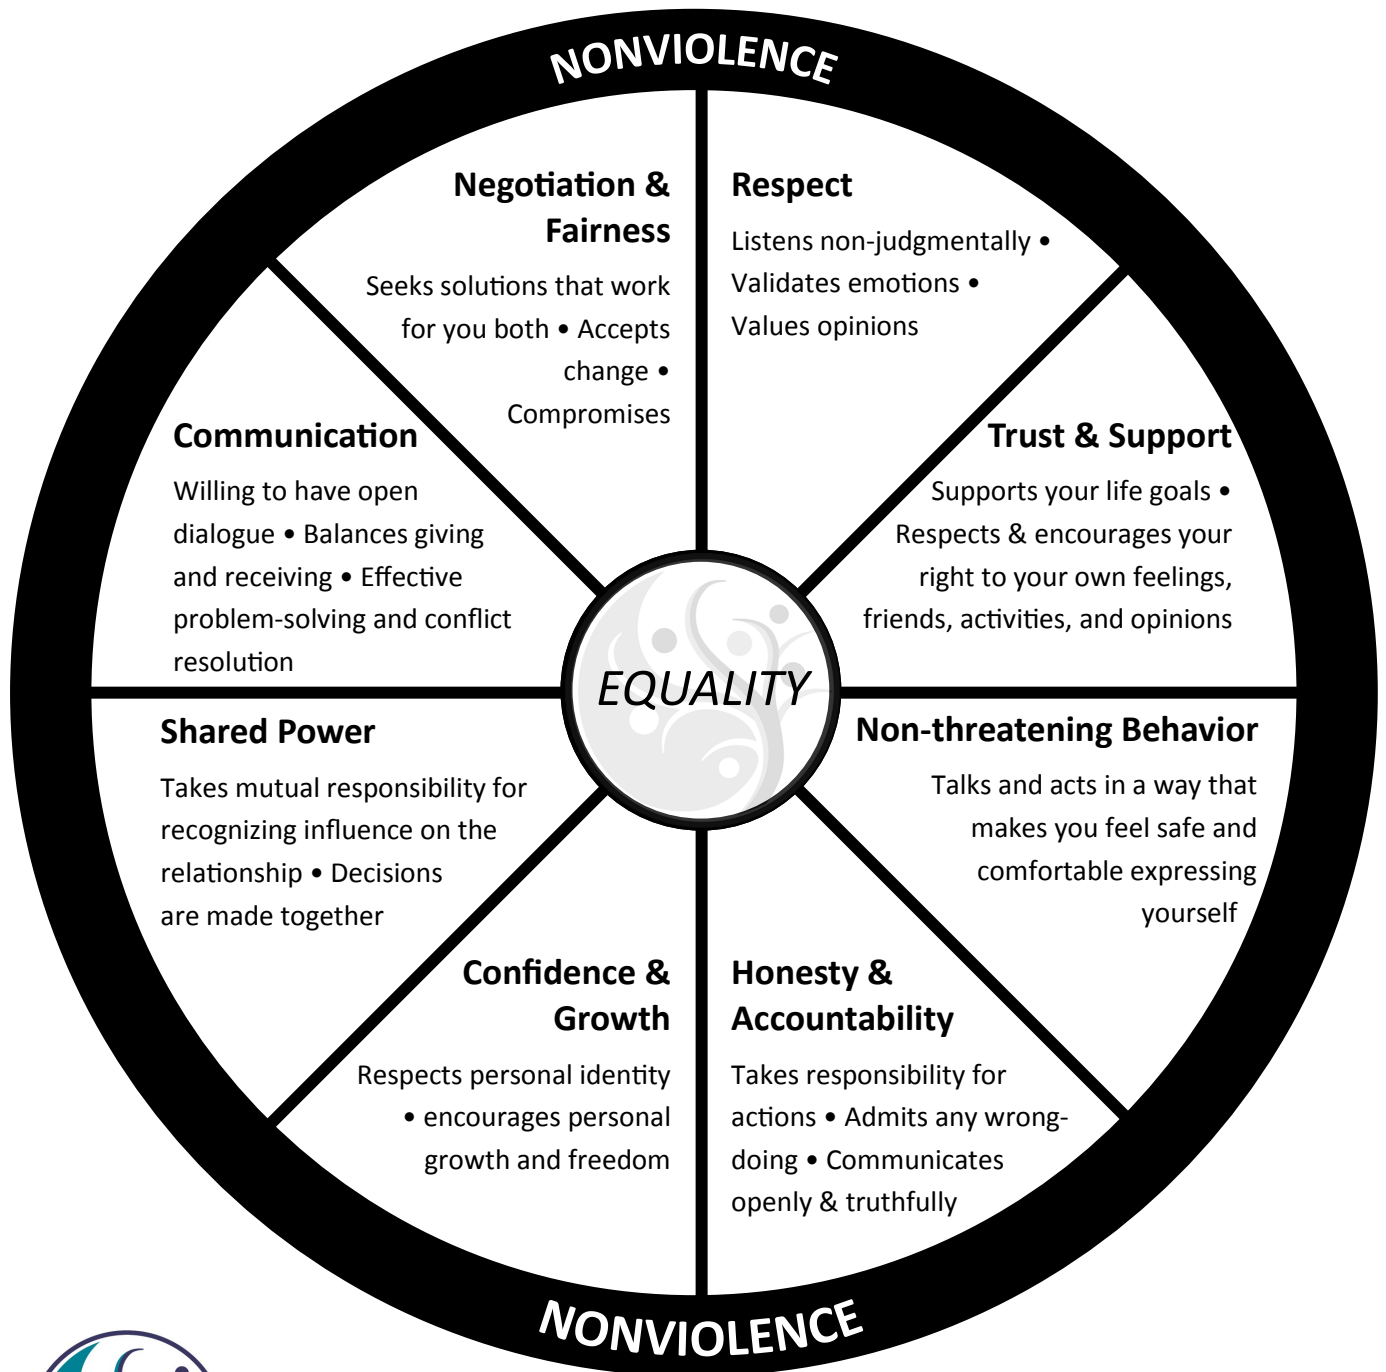 NONVIOLENCE
Negotiation &
Fairness
Seeks solutions that work
for you both • Accepts
change •
Compromises
Respect
Listens non-judgmentally •
Validates emotions •
Values opinions
Communication
Willing to have open
dialogue • Balances giving
and receiving • Effective
problem-solving and conflict
resolution
Trust & Support
Supports your life goals •
Respects & encourages your
right to your own feelings,
friends, activities, and opinions
EQUALITY
Shared Power
Takes mutual responsibility for
recognizing influence on the
relationship • Decisions
are made together
Non-threatening Behavior
Talks and acts in a way that
makes you feel safe and
comfortable expressing
yourself
Confidence &
Growth
Respects personal identity
• encourages personal
growth and freedom
Honesty &
Accountability
Takes responsibility for
actions • Admits any wrong-
doing • Communicates
openly & truthfully
NONVIOLENCE